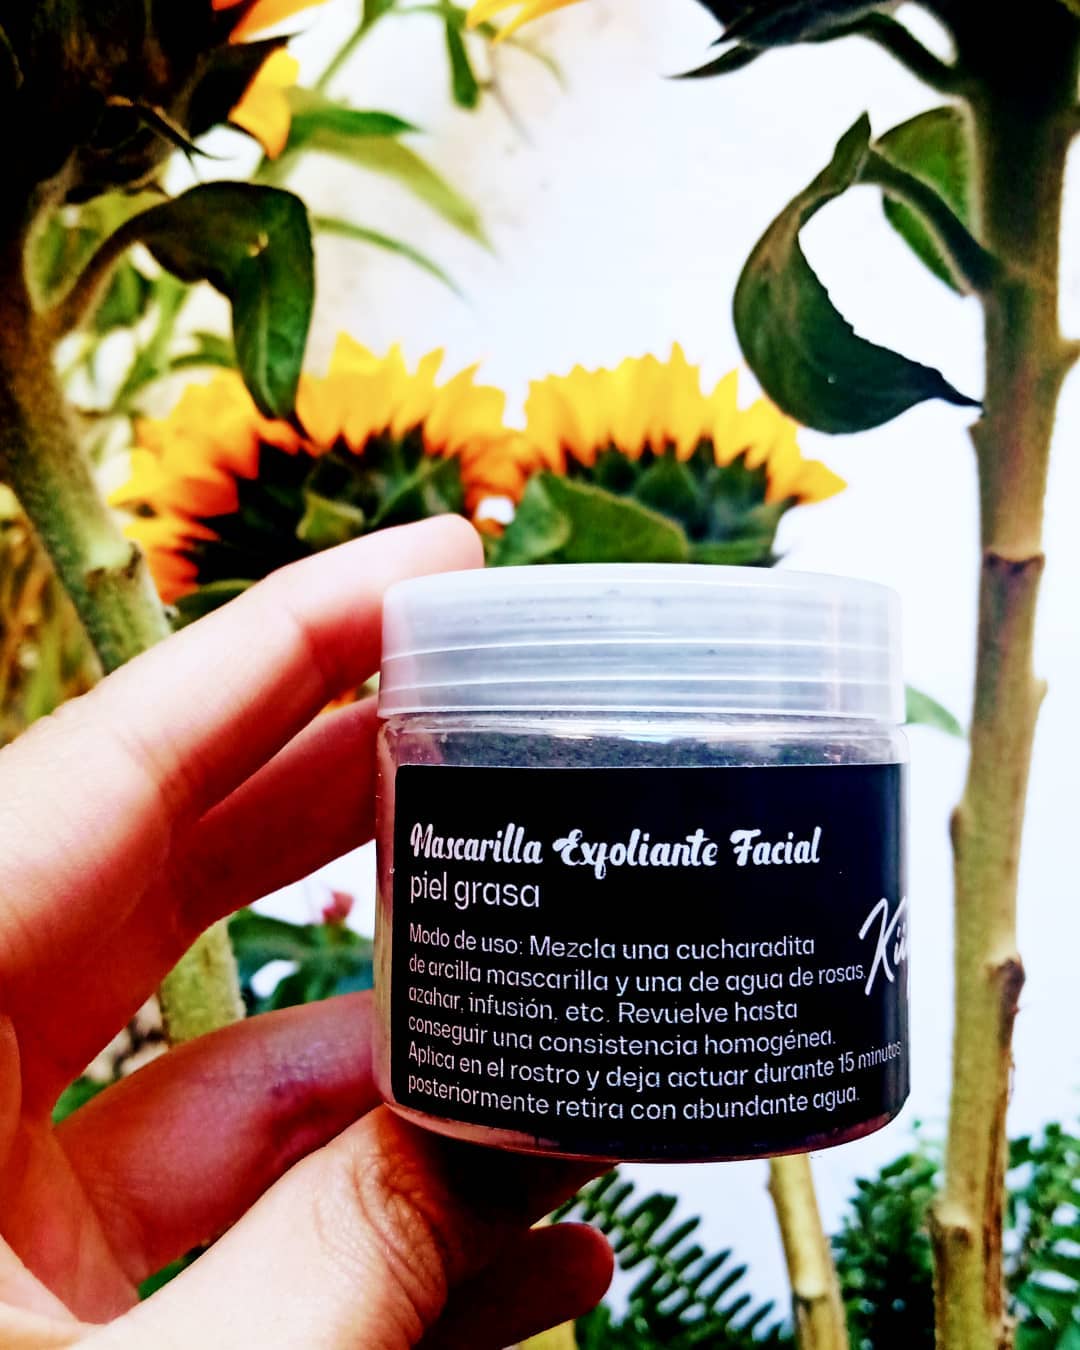 Mascarilla Exfoliante Facial
piel grasa
Modo de uso: Mezcla una cucharadita
de arcilla mascarilla y una de agua de rosas.
azahar, infusión, etc. Revuelve hasta
conseguir una consistencia homogénea.
Aplica en el rostro y deja actuar durante 15 minutos
posteriormente retira con abundante agua.